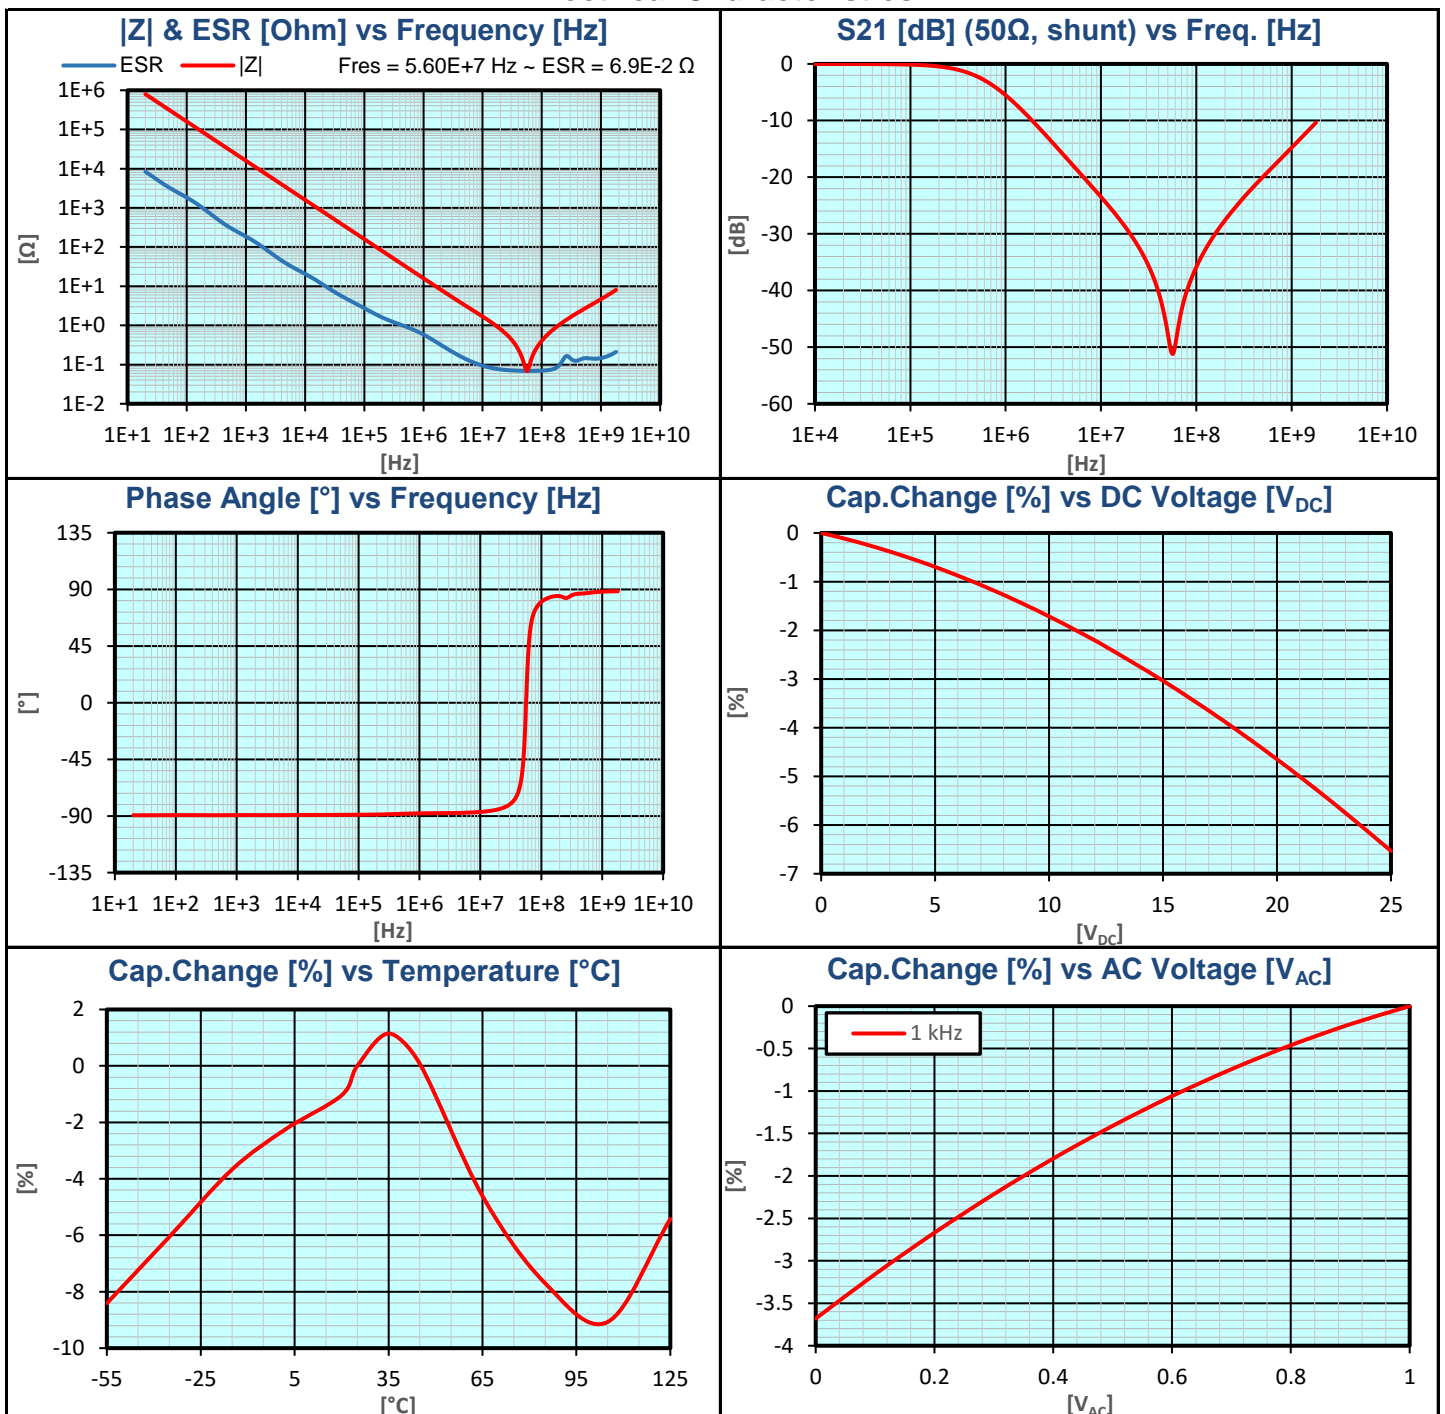 |Z| & ESR [Ohm] vs Frequency [Hz]
ESR |Z| Fres = 5.60E+7 Hz ~ ESR = 6.9E-2 Ω
1E+6
1E+5
1E+4
1E+3
1E+2
1E+1
1E+0
1E-1
1E-2
[Ω]
1E+1 1E+2 1E+3 1E+4 1E+5 1E+6 1E+7 1E+8 1E+9 1E+10
[Hz]
S21 [dB] (50Ω, shunt) vs Freq. [Hz]
0
-10
-20
-30
-40
-50
-60
[dB]
1E+4 1E+5 1E+6 1E+7 1E+8 1E+9 1E+10
[Hz]
Phase Angle [°] vs Frequency [Hz]
135
90
45
0
-45
-90
-135
[°]
1E+1 1E+2 1E+3 1E+4 1E+5 1E+6 1E+7 1E+8 1E+9 1E+10
[Hz]
Cap.Change [%] vs DC Voltage [VDC]
0
-1
-2
-3
-4
-5
-6
-7
[%]
0 5 10 15 20 25
[VDC]
Cap.Change [%] vs Temperature [°C]
2
0
-2
-4
-6
-8
-10
[%]
-55 -25 5 35 65 95 125
[°C]
Cap.Change [%] vs AC Voltage [VAC]
1 kHz
0
-0.5
-1
-1.5
-2
-2.5
-3
-3.5
-4
[%]
0 0.2 0.4 0.6 0.8 1
[VAC]